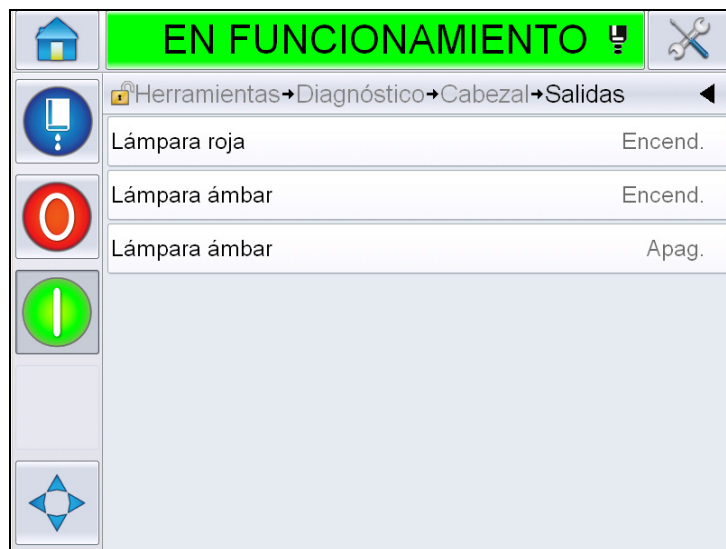 EN FUNCIONAMIENTO
Herramientas→Diagnóstico→Cabezal→Salidas
Lámpara roja Encend.
Lámpara ámbar Encend.
Lámpara ámbar Apag.